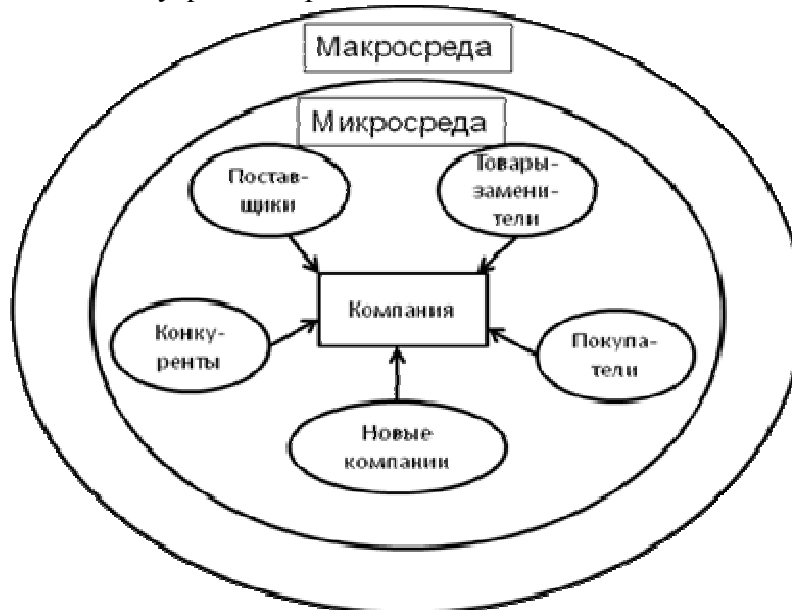 Макросреда
Микросреда
Постав-
щики
Товары-
замени-
тели
Компания
Конку-
ренты
Покупа-
тели
Новые
компании